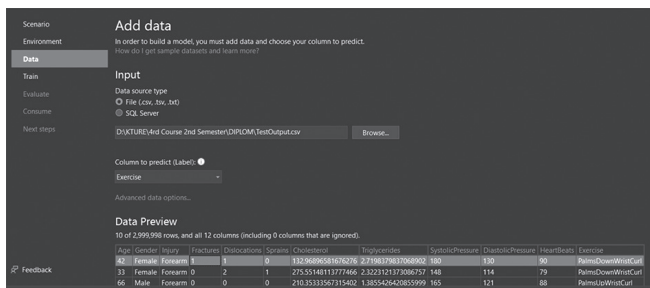 Scenario
Environment
Data
Train
Evaluate
Consume
Next steps
Feedback
Add data
In order to build a model, you must add data and choose your column to predict.
How do I get sample datasets and learn more?
Input
Data source type
File (.csv, .tsv, .txt)
SQL Server
D:\KTURE\4rd Course 2nd Semester\DIPLOM\TestOutput.csv
Browse...
Column to predict (Label):
Exercise
Advanced data options...
Data Preview
10 of 2,999,998 rows, and all 12 columns (including 0 columns that are ignored).
Age Gender Injury Fractures Dislocations Sprains Cholesterol Triglycerides SystolicPressure DiastolicPressure HeartBeats Exercise
42 Female Forearm 1 1 0 132.96896581676276 2.7198379837068902 180 130 90 PalmsDownWristCurl
33 Female Forearm 0 2 1 275.55148113777466 2.3223121373086757 148 114 79 PalmsDownWristCurl
66 Male Forearm 0 0 0 210.35333567315402 1.3855426420855999 165 121 88 PalmsUpWristCurl